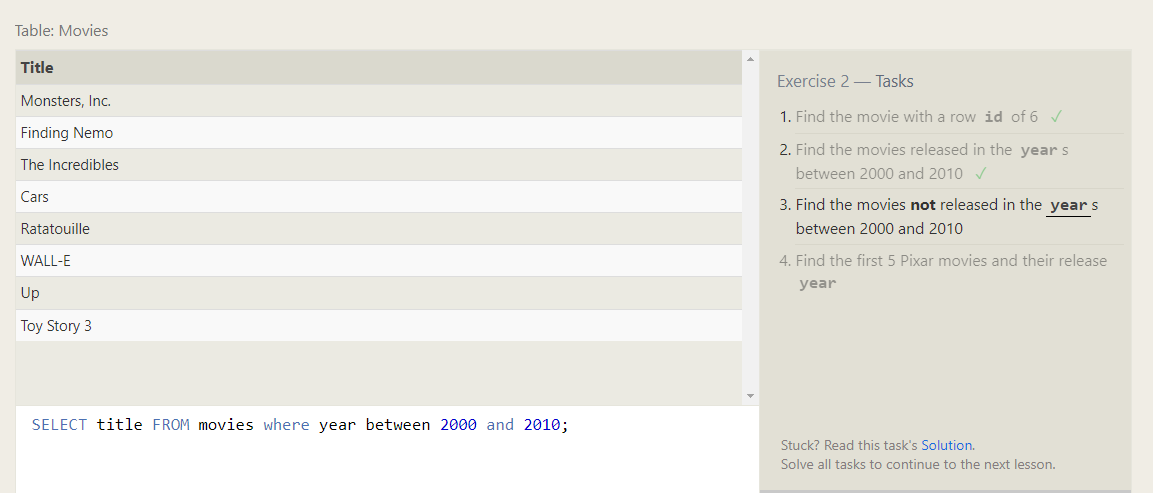 Table: Movies
Title
Monsters, Inc.
Finding Nemo
The Incredibles
Cars
Ratatouille
WALL-E
Up
Toy Story 3
SELECT title FROM movies where year between 2000 and 2010;
Exercise 2 — Tasks
1. Find the movie with a row id of 6 ✓
2. Find the movies released in the year s
between 2000 and 2010 ✓
3. Find the movies not released in the year s
between 2000 and 2010
4. Find the first 5 Pixar movies and their release
year
Stuck? Read this task's Solution.
Solve all tasks to continue to the next lesson.